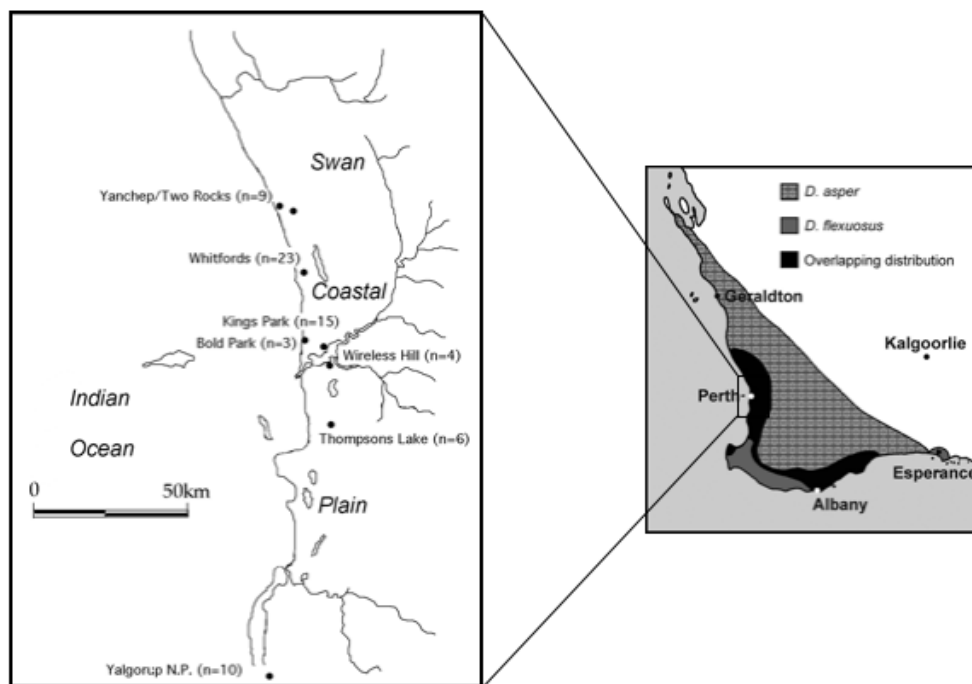 Swan
Yanchep/Two Rocks (n=9)
Whitfords (n=23)
Coastal
Kings Park (n=15)
Bold Park (n=3)
Wireless Hill (n=4)
Indian
Ocean
Thompsons Lake (n=6)
0 50km
Plain
Yalgorup N.P. (n=10)
D. asper
D. flexuosus
Overlapping distribution
Geraldton
Kalgoorlie
Perth
Esperance
Albany